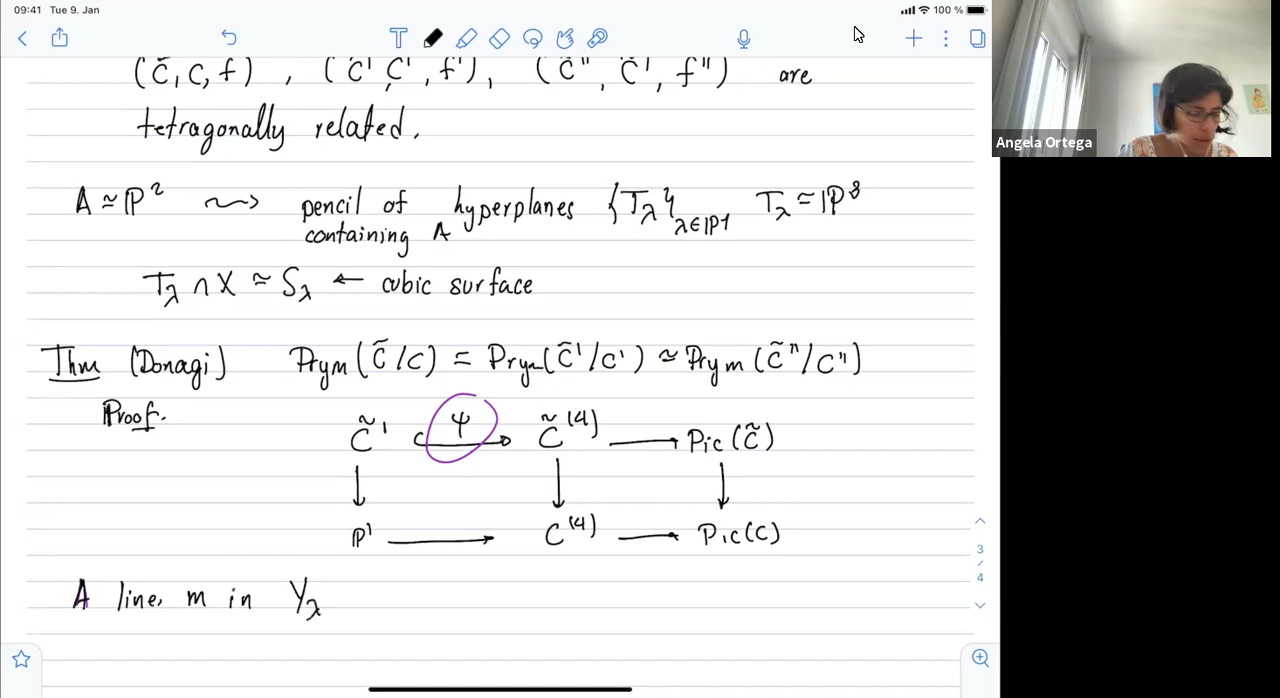 09:41 Tue 9. Jan
100 %
(C̃, C, f) , (C̃', C', f'), (C̃'', C̃', f'') are
tetragonally related.
A ≃ ℙ² ⇝ pencil of hyperplanes {T_λ}_{λ∈ℙ1} T_λ ≃ ℙ³
containing A
T_λ ∩ X ≃ S_λ ← cubic surface
Thm (Donagi) Prym (C̃/C) = Prym(C̃'/C') ≃ Prym (C̃''/C'')
Proof.
C̃' ψ C̃^(4) → Pic(C̃)
ℙ¹ → C^(4) → Pic(C)
A line m in Y_λ
3
/
4
Angela Ortega